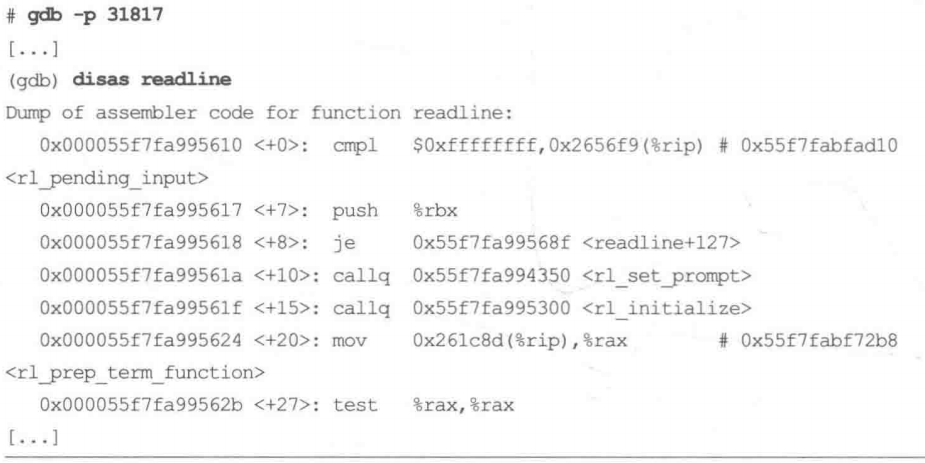 # gdb -p 31817
[...]
(gdb) disas readline
Dump of assembler code for function readline:
   0x000055f7fa995610 <+0>:  cmpl   $0xffffffff,0x2656f9(%rip) # 0x55f7fabfad10
<rl_pending_input>
   0x000055f7fa995617 <+7>:  push   %rbx
   0x000055f7fa995618 <+8>:  je     0x55f7fa99568f <readline+127>
   0x000055f7fa99561a <+10>: callq  0x55f7fa994350 <rl_set_prompt>
   0x000055f7fa99561f <+15>: callq  0x55f7fa995300 <rl_initialize>
   0x000055f7fa995624 <+20>: mov    0x261c8d(%rip),%rax        # 0x55f7fabf72b8
<rl_prep_term_function>
   0x000055f7fa99562b <+27>: test   %rax,%rax
[...]